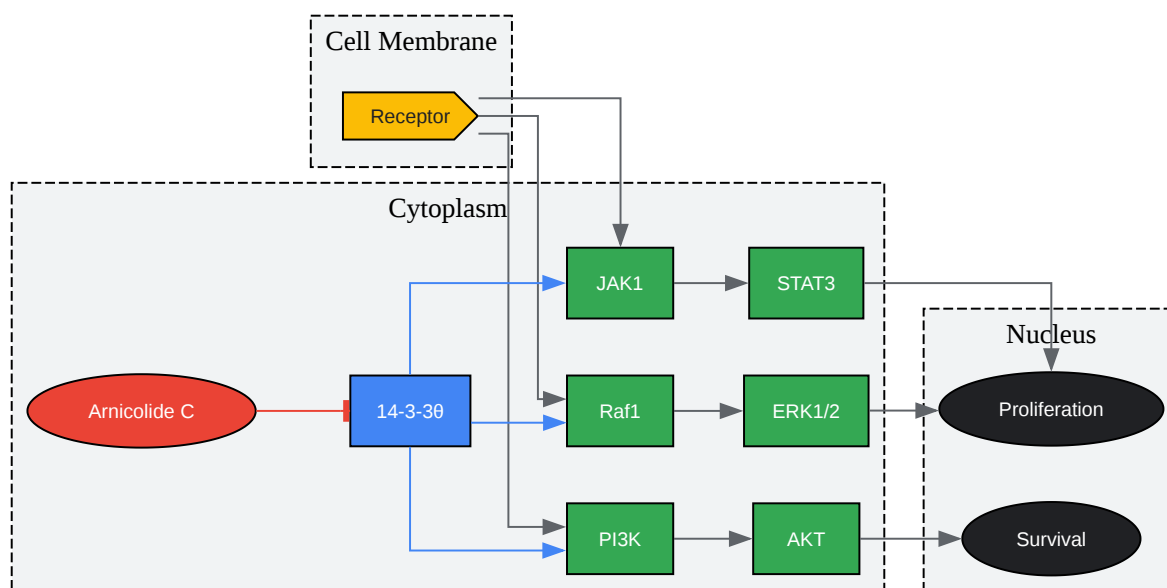 Cell Membrane
Receptor
Cytoplasm
JAK1
STAT3
Nucleus
Arnicolide C
14-3-3θ
Raf1
ERK1/2
Proliferation
PI3K
AKT
Survival